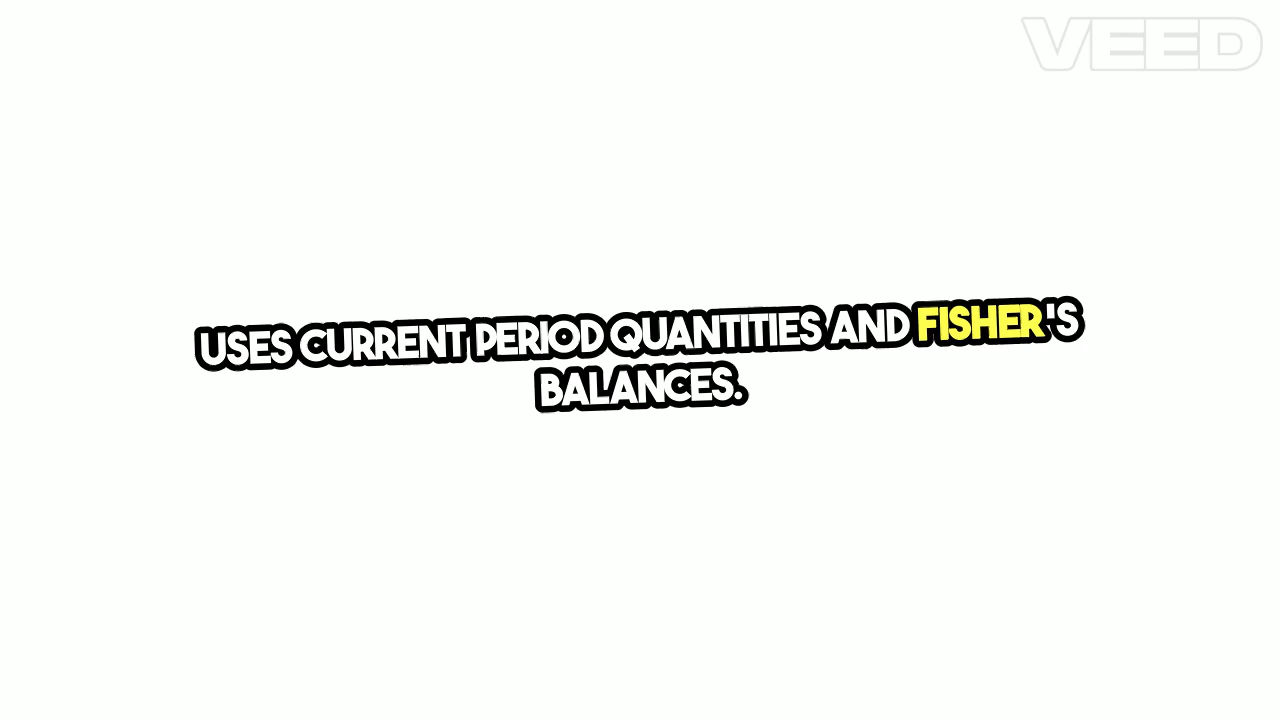 VEED
USES CURRENT PERIOD QUANTITIES AND FISHER'S
BALANCES.